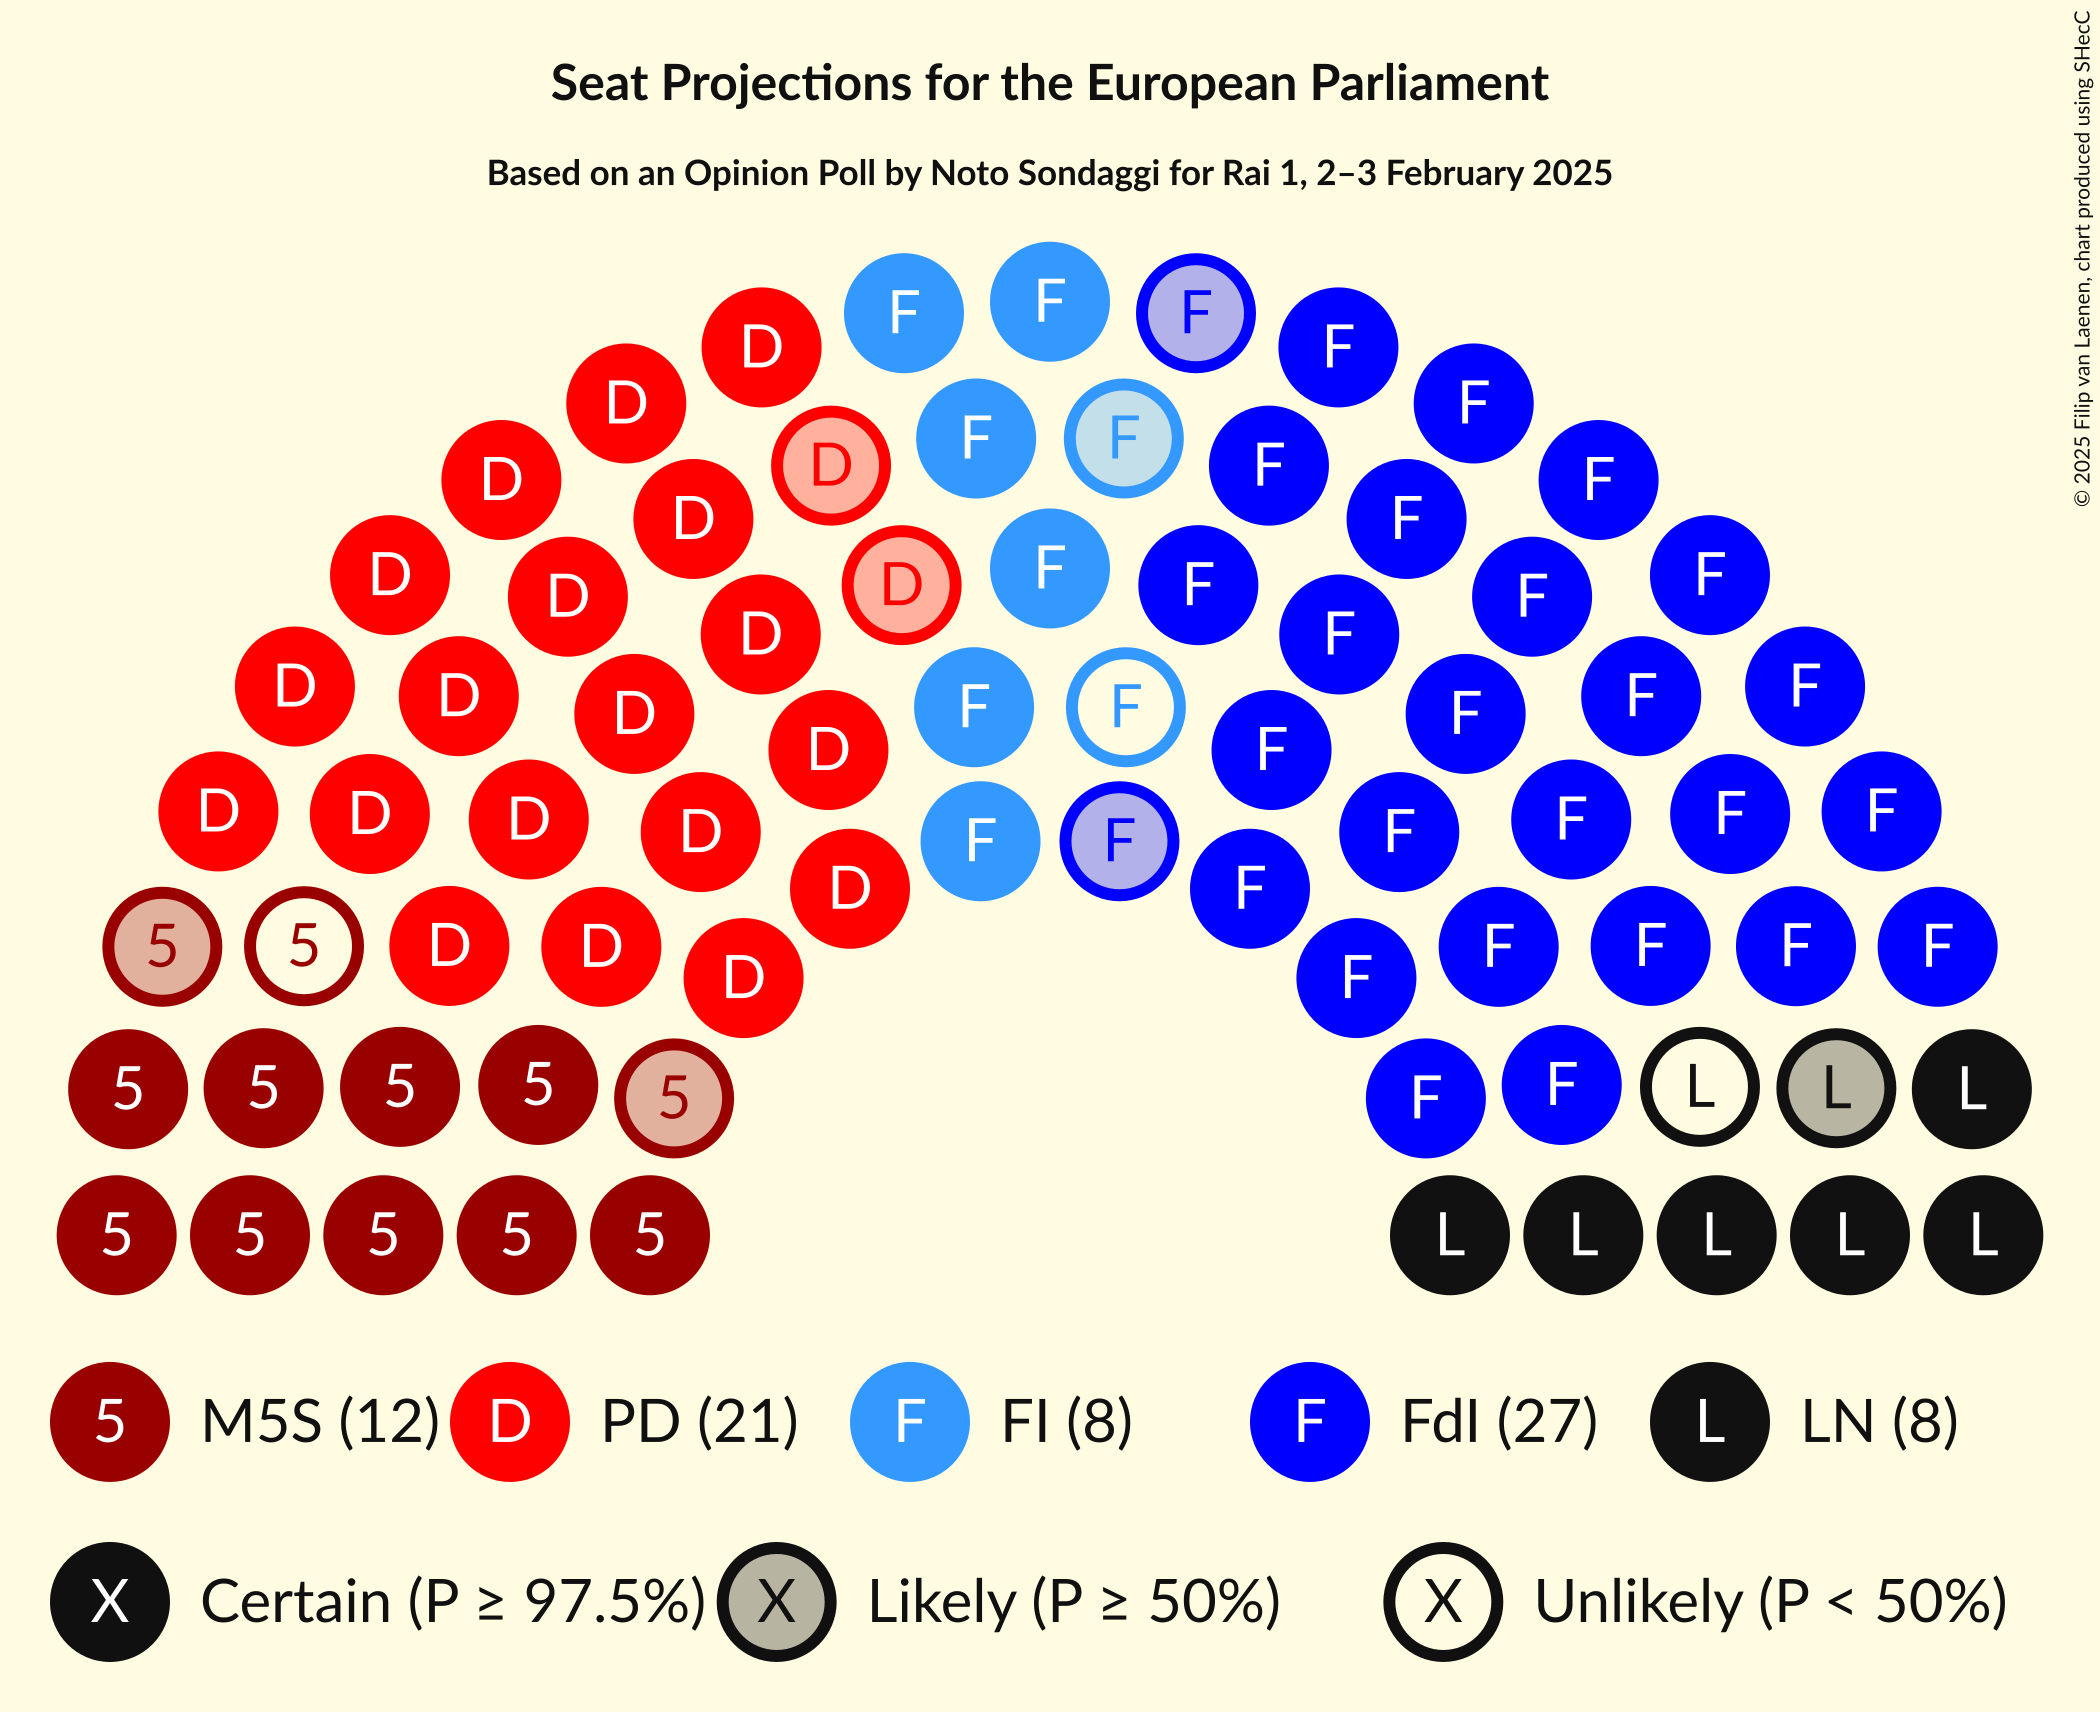 Seat Projections for the European Parliament
Based on an Opinion Poll by Noto Sondaggi for Rai 1, 2–3 February 2025
© 2025 Filip van Laenen, chart produced using SHecC
F F F
D F
D F
F F
D F
D F
D F
D D F F F
D F
D F
D D D F F F F F
D F
D D D D F F F F F F
D F
5 5 D D F F F F
D F
5 5 5 5 5 F F L L L
5 5 5 5 5 L L L L L
5 M5S (12) D PD (21) F FI (8) F FdI (27) L LN (8)
X Certain (P ≥ 97.5%) X Likely (P ≥ 50%) X Unlikely (P < 50%)